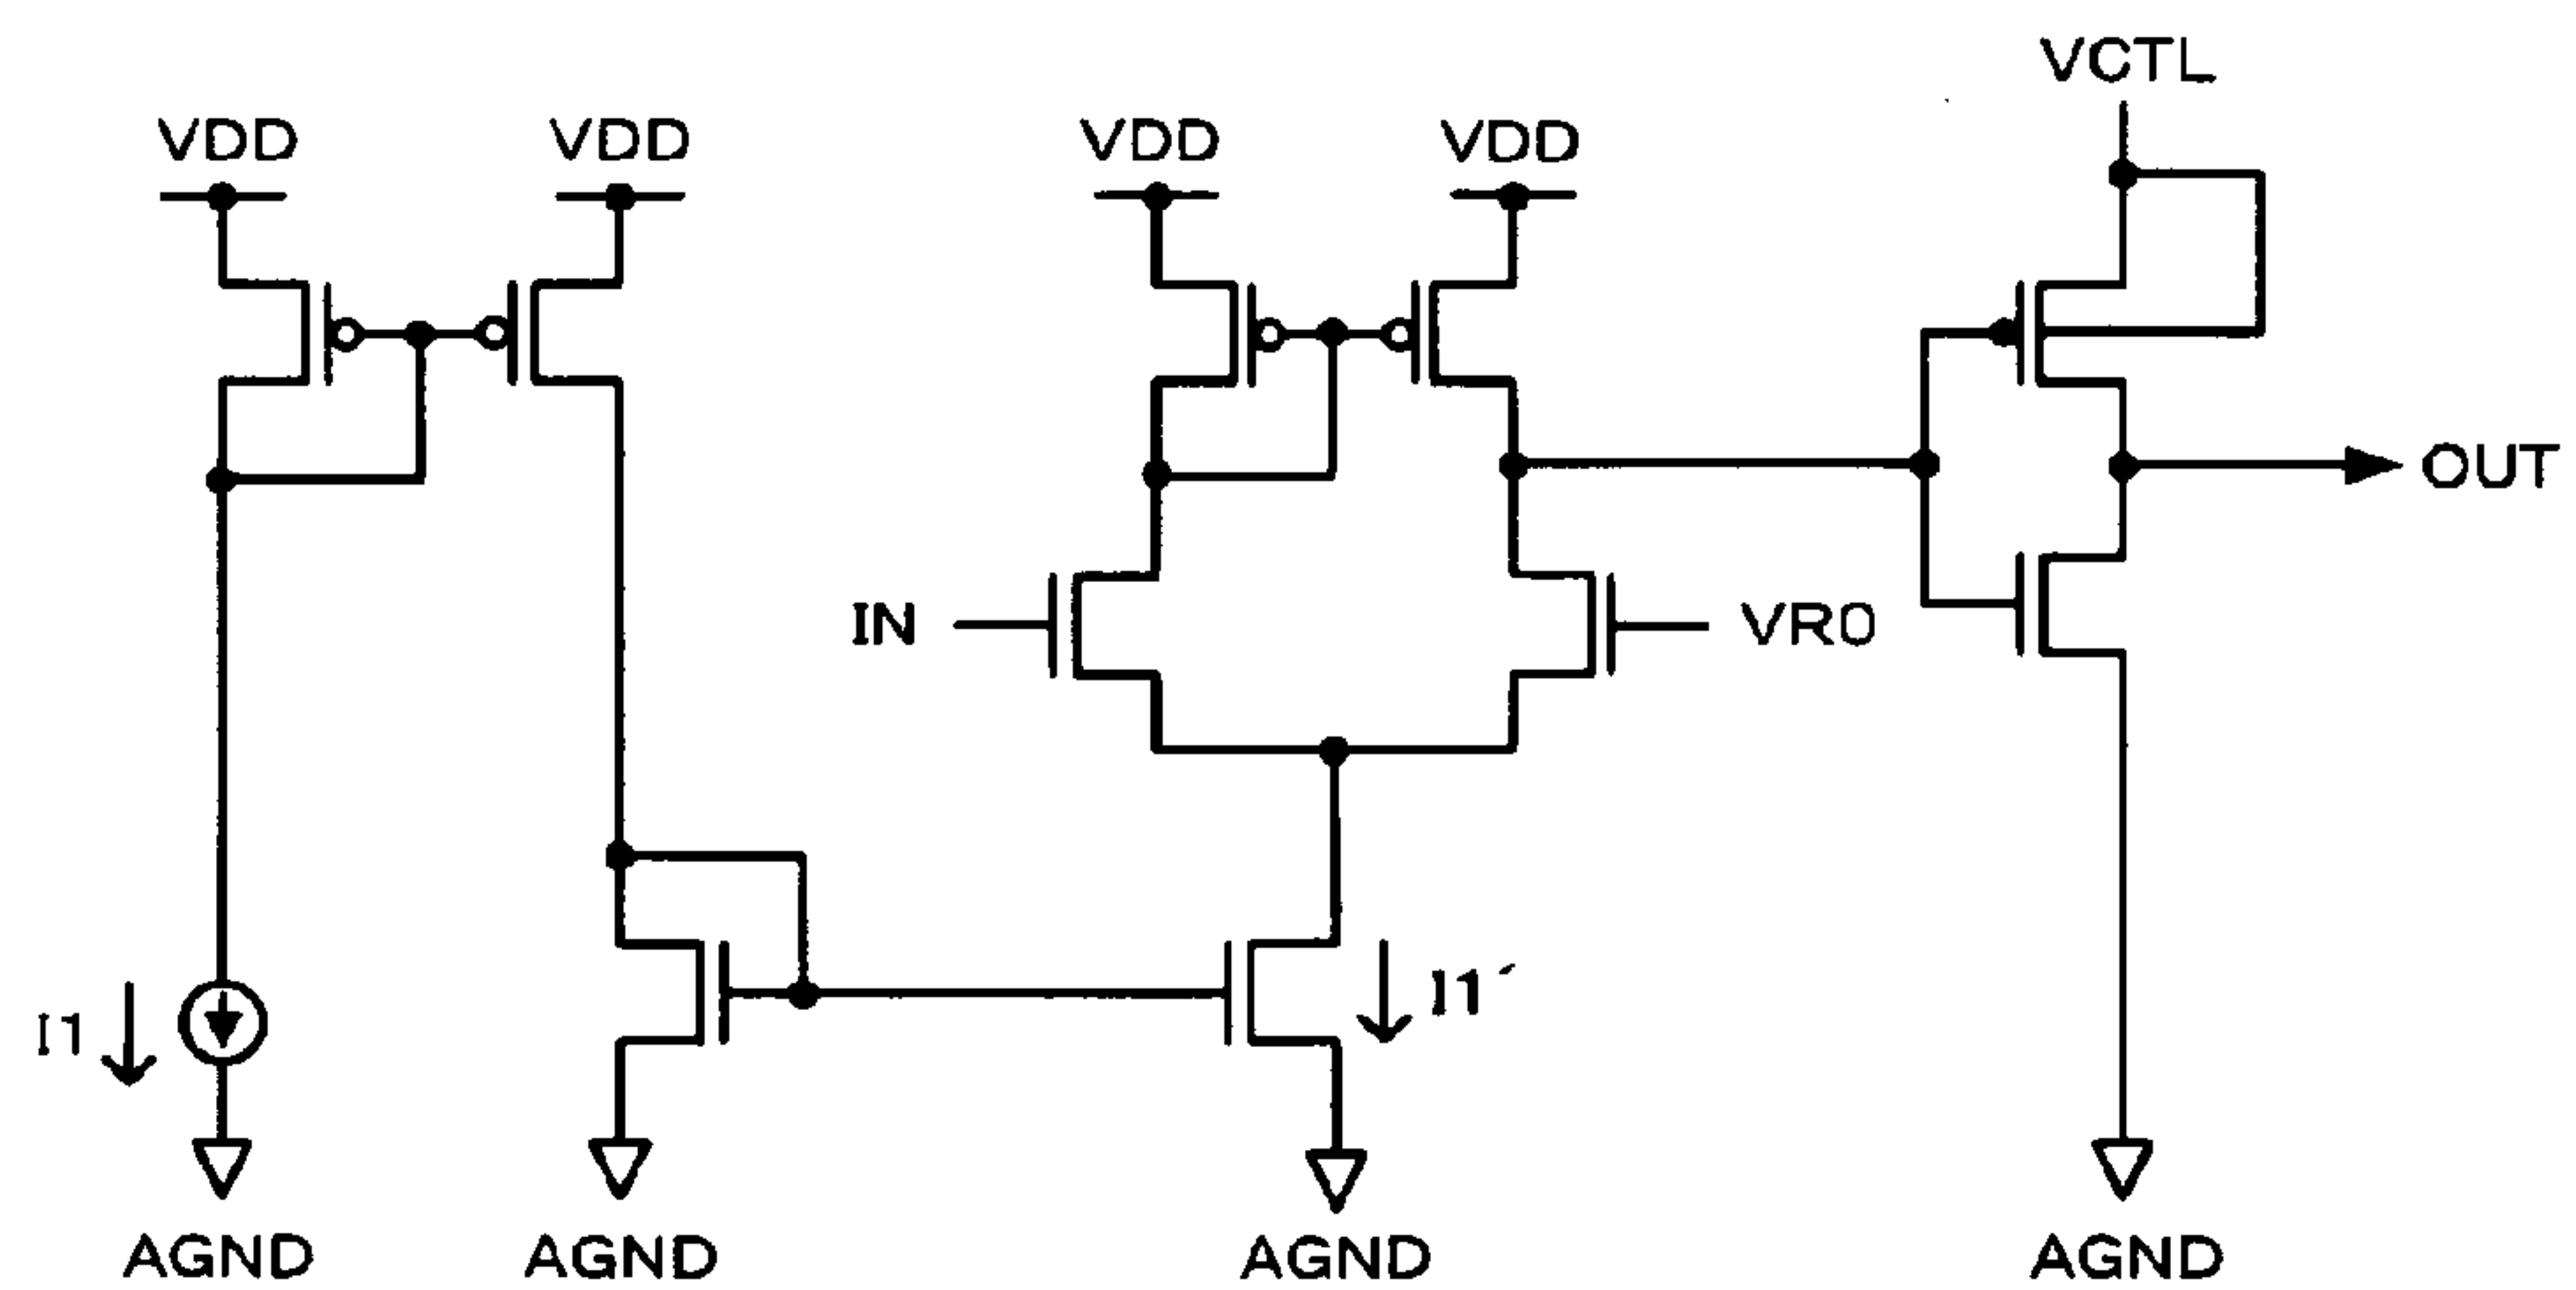 VCTL
VDD VDD VDD VDD
OUT
IN VR0
I1 I1´
AGND AGND AGND AGND